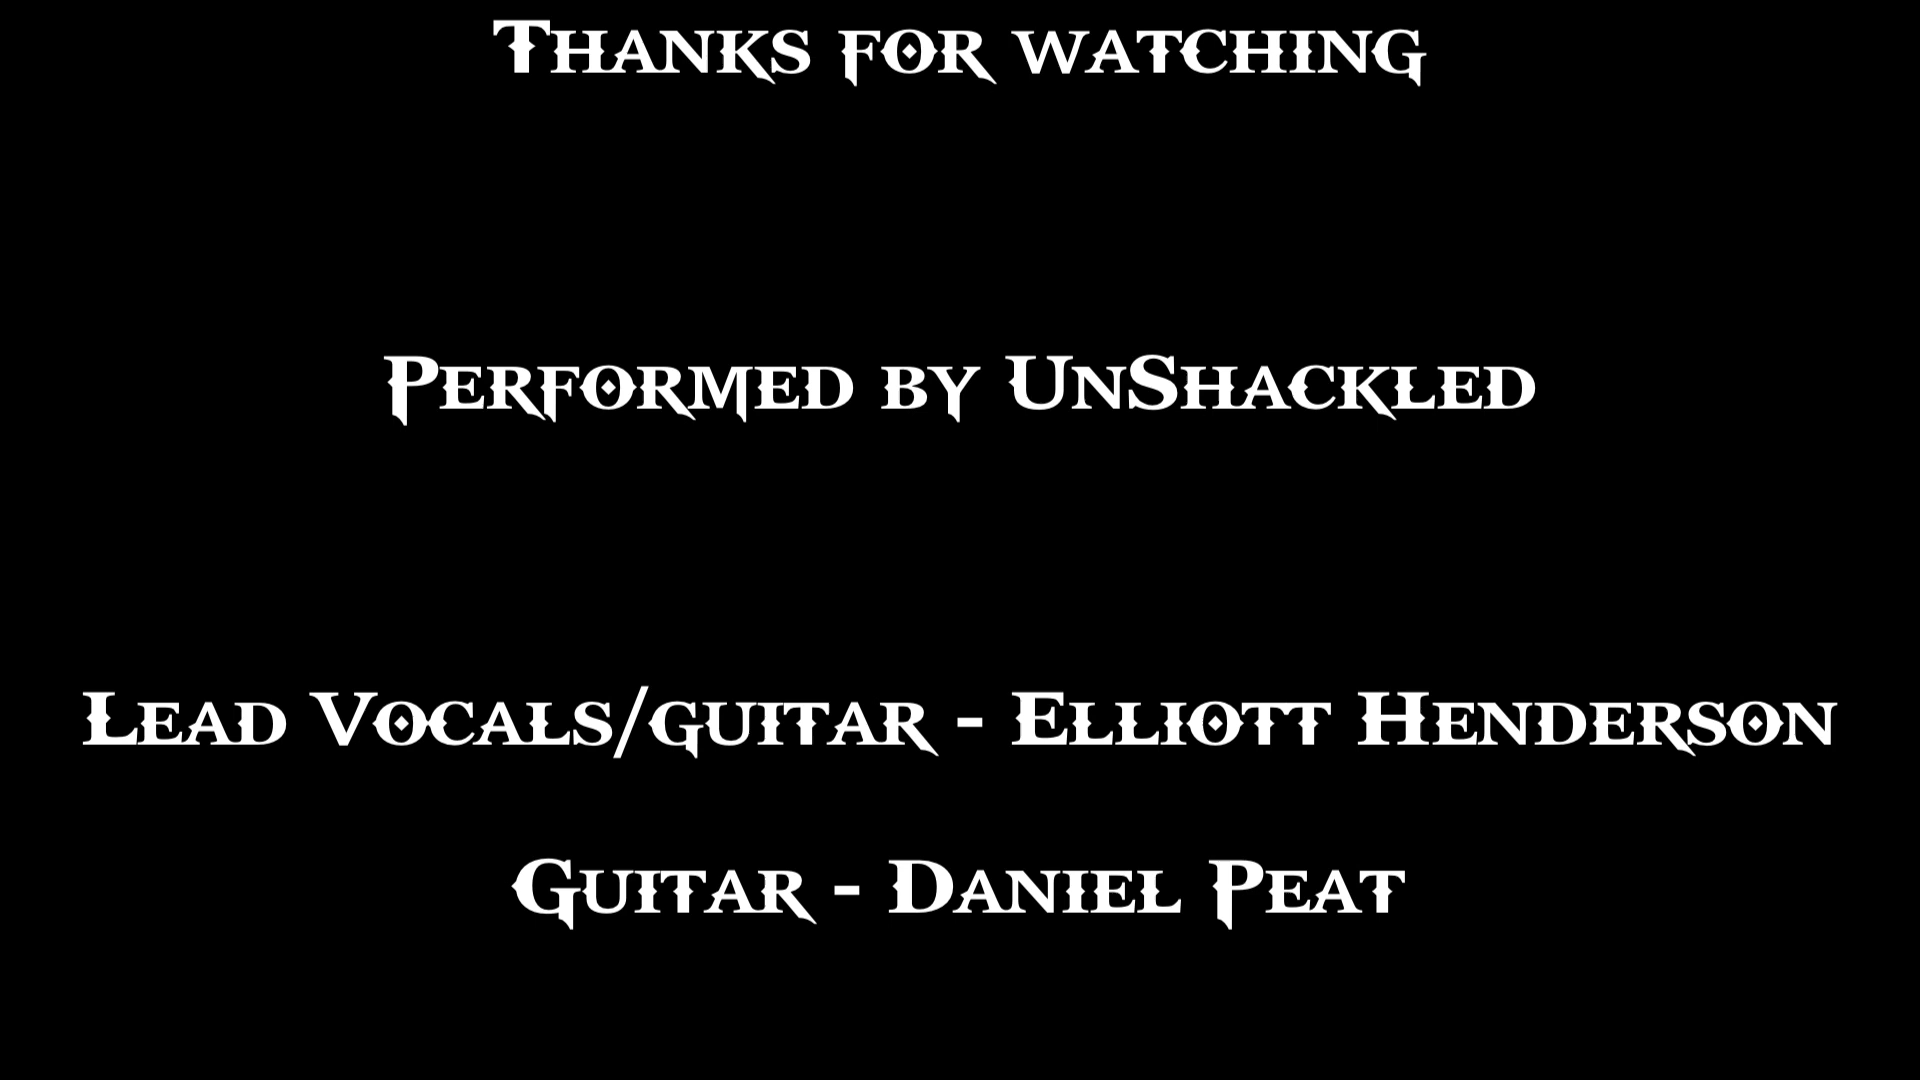 Thanks for watching
Performed by UnShackled
Lead Vocals/guitar - Elliott Henderson
Guitar - Daniel Peat